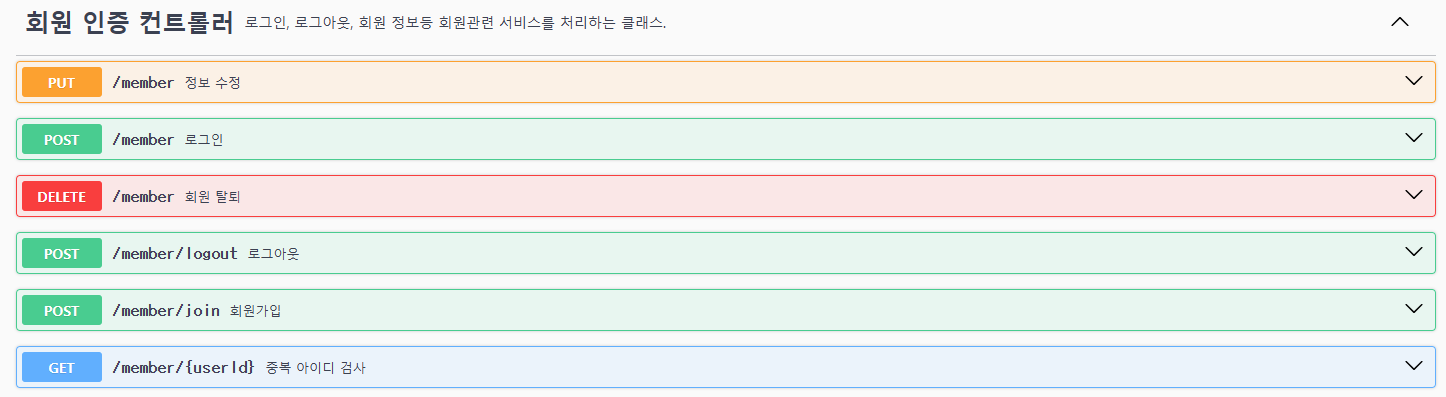 회원 인증 컨트롤러 로그인, 로그아웃, 회원 정보등 회원관련 서비스를 처리하는 클래스.
PUT /member 정보 수정
POST /member 로그인
DELETE /member 회원 탈퇴
POST /member/logout 로그아웃
POST /member/join 회원가입
GET /member/{userId} 중복 아이디 검사